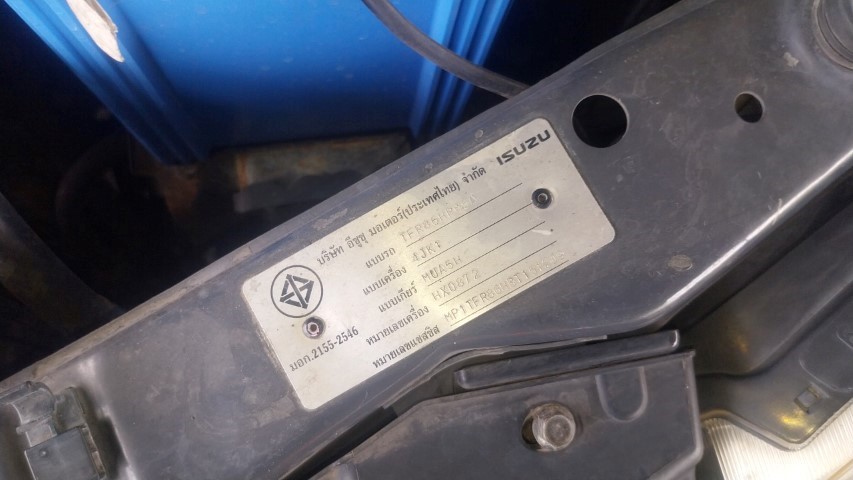 บริษัท อีซูซุ มอเตอร์(ประเทศไทย) จำกัด ISUZU
แบบรถ
แบบเครื่อง 4JK1
แบบเกียร์ MUA5H
หมายเลขเครื่อง HX0872
หมายเลขแชสซิส
มอก.2155-2546